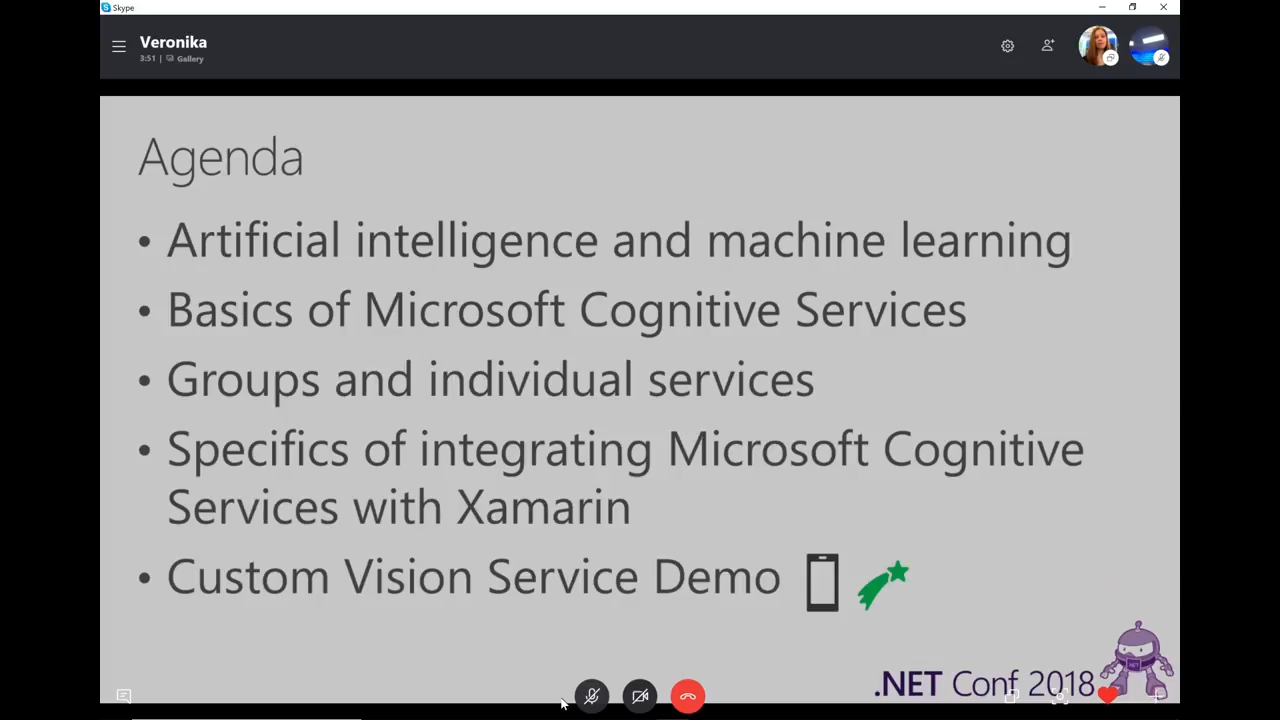 Skype
Veronika
3:51 | Gallery
Agenda
• Artificial intelligence and machine learning
• Basics of Microsoft Cognitive Services
• Groups and individual services
• Specifics of integrating Microsoft Cognitive
Services with Xamarin
• Custom Vision Service Demo
.NET Conf 2018
.NET